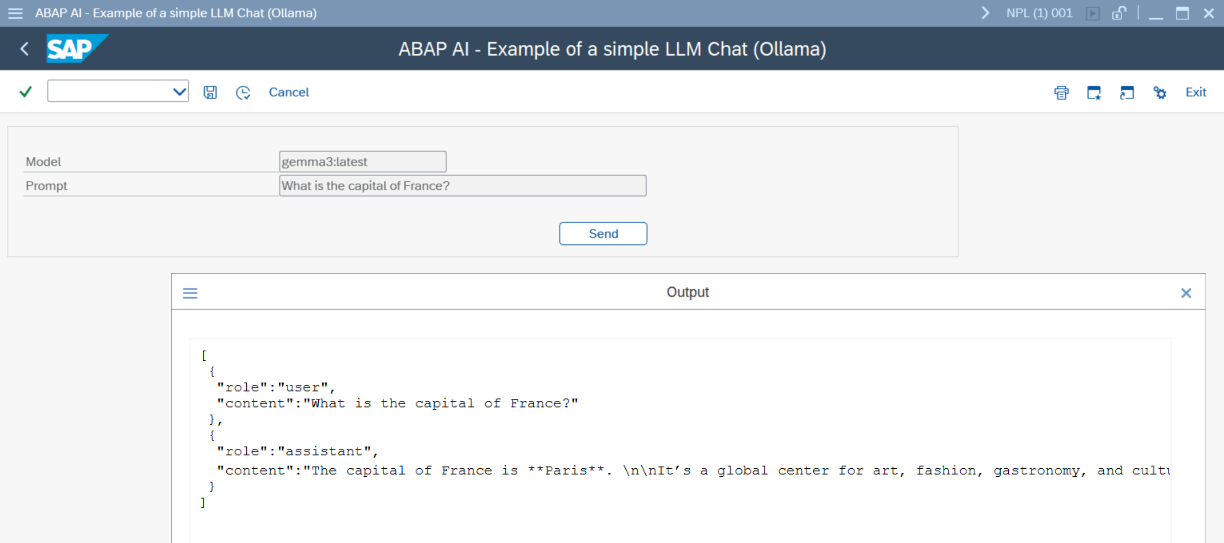 ABAP AI - Example of a simple LLM Chat (Ollama)
NPL (1) 001
SAP
ABAP AI - Example of a simple LLM Chat (Ollama)
Cancel
Exit
Model
gemma3:latest
Prompt
What is the capital of France?
Send
Output
[
{
"role":"user",
"content":"What is the capital of France?"
},
{
"role":"assistant",
"content":"The capital of France is **Paris**. \n\nIt’s a global center for art, fashion, gastronomy, and
}
]